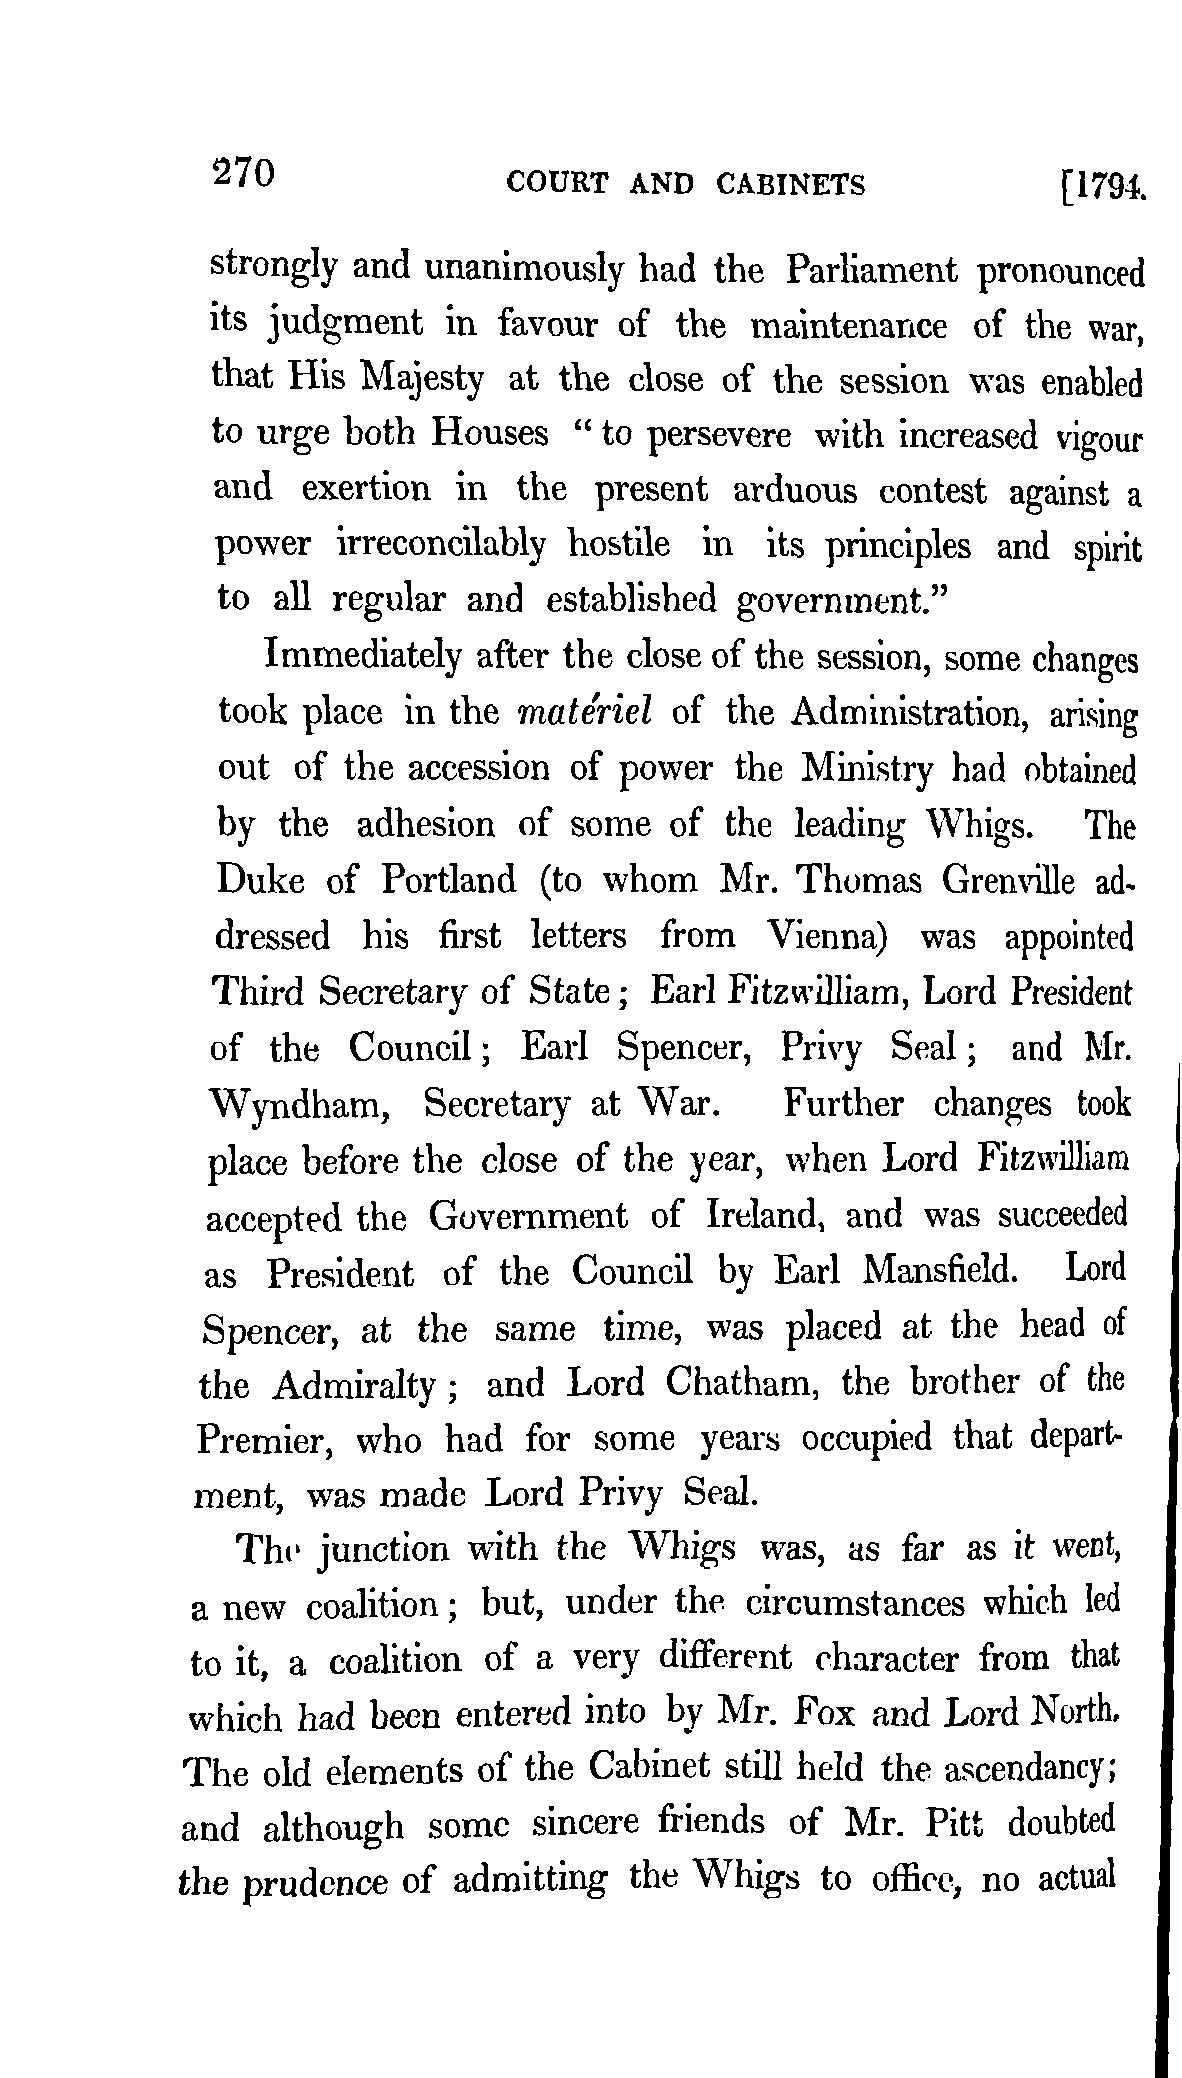 270 COURT AND CABINETS [1794.
strongly and unanimously had the Parliament pronounced
its judgment in favour of the maintenance of the war,
that His Majesty at the close of the session was enabled
to urge both Houses “ to persevere with increased vigour
and exertion in the present arduous contest against a
power irreconcilably hostile in its principles and spirit
to all regular and established government.”
Immediately after the close of the session, some changes
took place in the matériel of the Administration, arising
out of the accession of power the Ministry had obtained
by the adhesion of some of the leading Whigs. The
Duke of Portland (to whom Mr. Thomas Grenville ad-
dressed his first letters from Vienna) was appointed
Third Secretary of State ; Earl Fitzwilliam, Lord President
of the Council ; Earl Spencer, Privy Seal ; and Mr.
Wyndham, Secretary at War. Further changes took
place before the close of the year, when Lord Fitzwilliam
accepted the Government of Ireland, and was succeeded
as President of the Council by Earl Mansfield. Lord
Spencer, at the same time, was placed at the head of
the Admiralty ; and Lord Chatham, the brother of the
Premier, who had for some years occupied that depart-
ment, was made Lord Privy Seal.
The junction with the Whigs was, as far as it went,
a new coalition ; but, under the circumstances which led
to it, a coalition of a very different character from that
which had been entered into by Mr. Fox and Lord North.
The old elements of the Cabinet still held the ascendancy;
and although some sincere friends of Mr. Pitt doubted
the prudence of admitting the Whigs to office, no actual